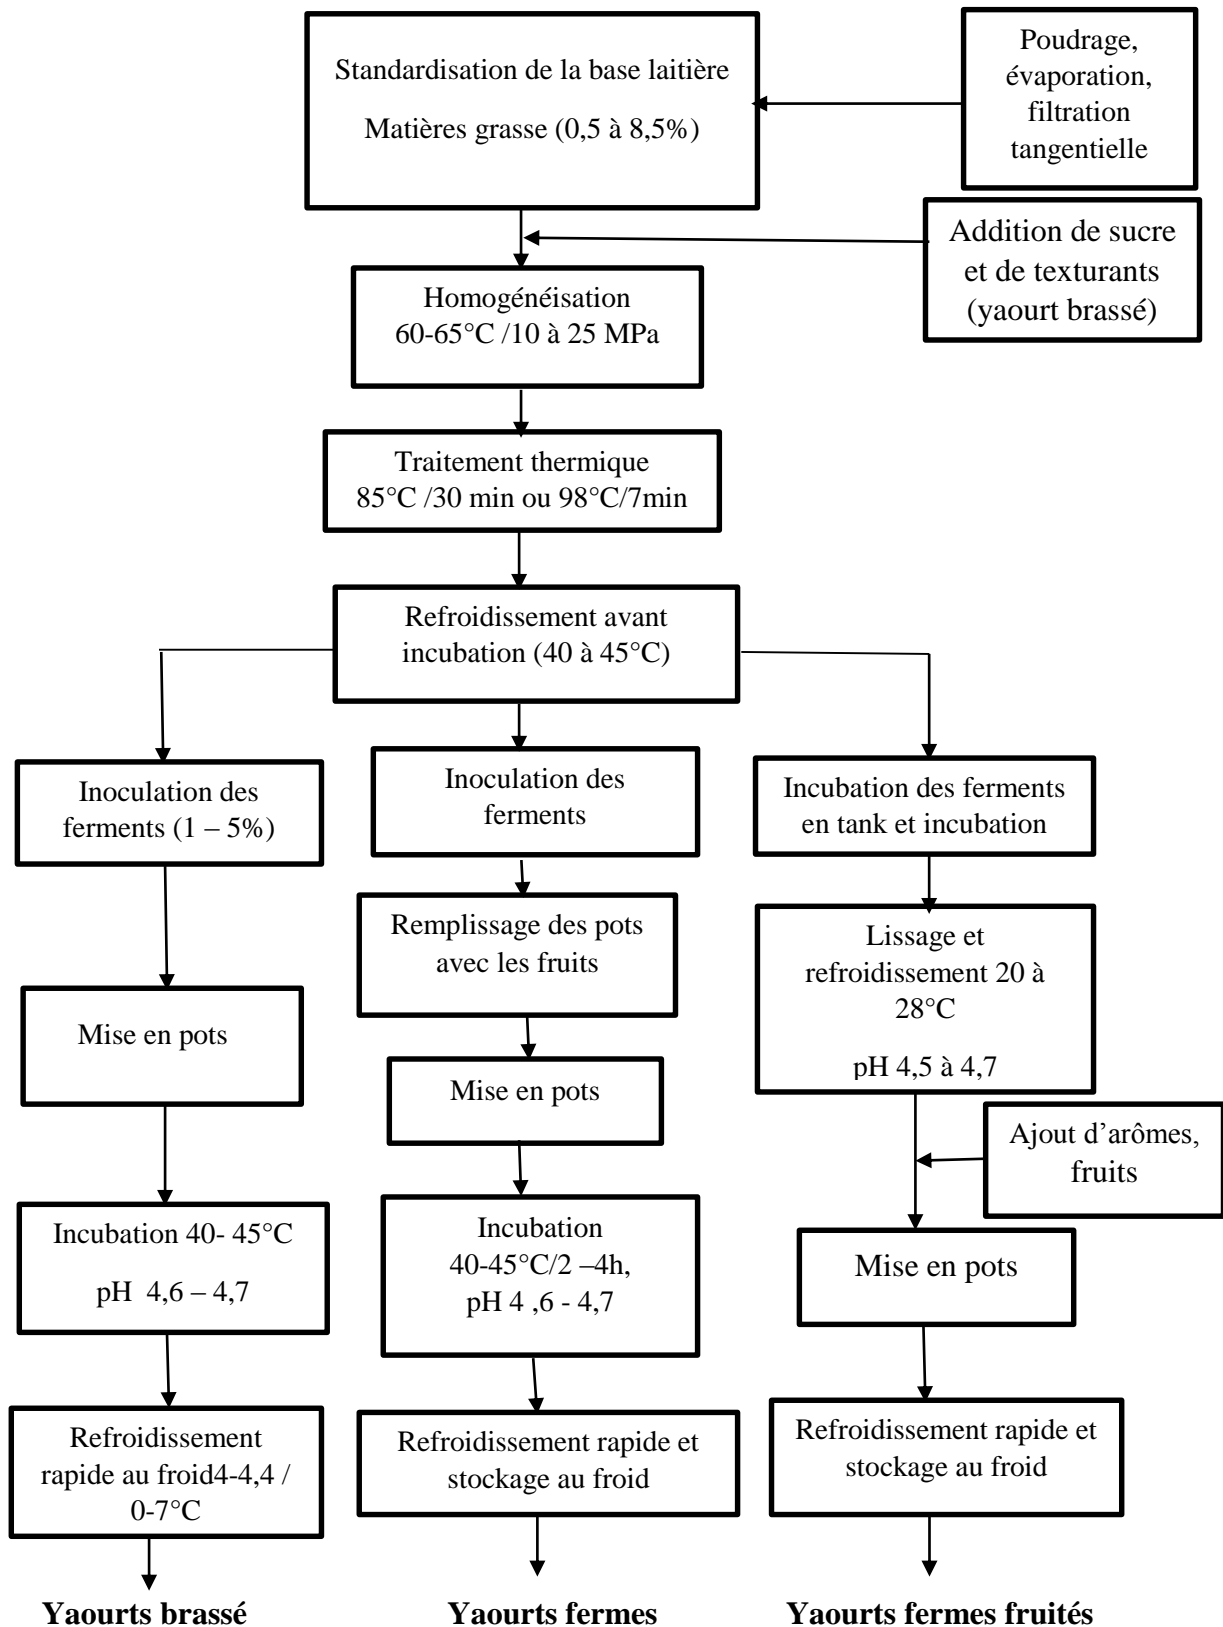 Standardisation de la base laitière
Matières grasse (0,5 à 8,5%)
Poudrage,
évaporation,
filtration
tangentielle
Addition de sucre
et de texturants
(yaourt brassé)
Homogénéisation
60-65°C /10 à 25 MPa
Traitement thermique
85°C /30 min ou 98°C/7min
Refroidissement avant
incubation (40 à 45°C)
Inoculation des
ferments (1 – 5%)
Mise en pots
Incubation 40- 45°C
pH 4,6 – 4,7
Refroidissement
rapide au froid4-4,4 /
0-7°C
Yaourts brassé
Inoculation des
ferments
Remplissage des pots
avec les fruits
Mise en pots
Incubation
40-45°C/2 –4h,
pH 4 ,6 - 4,7
Refroidissement rapide et
stockage au froid
Yaourts fermes
Incubation des ferments
en tank et incubation
Lissage et
refroidissement 20 à
28°C
pH 4,5 à 4,7
Ajout d’arômes,
fruits
Mise en pots
Refroidissement rapide et
stockage au froid
Yaourts fermes fruités